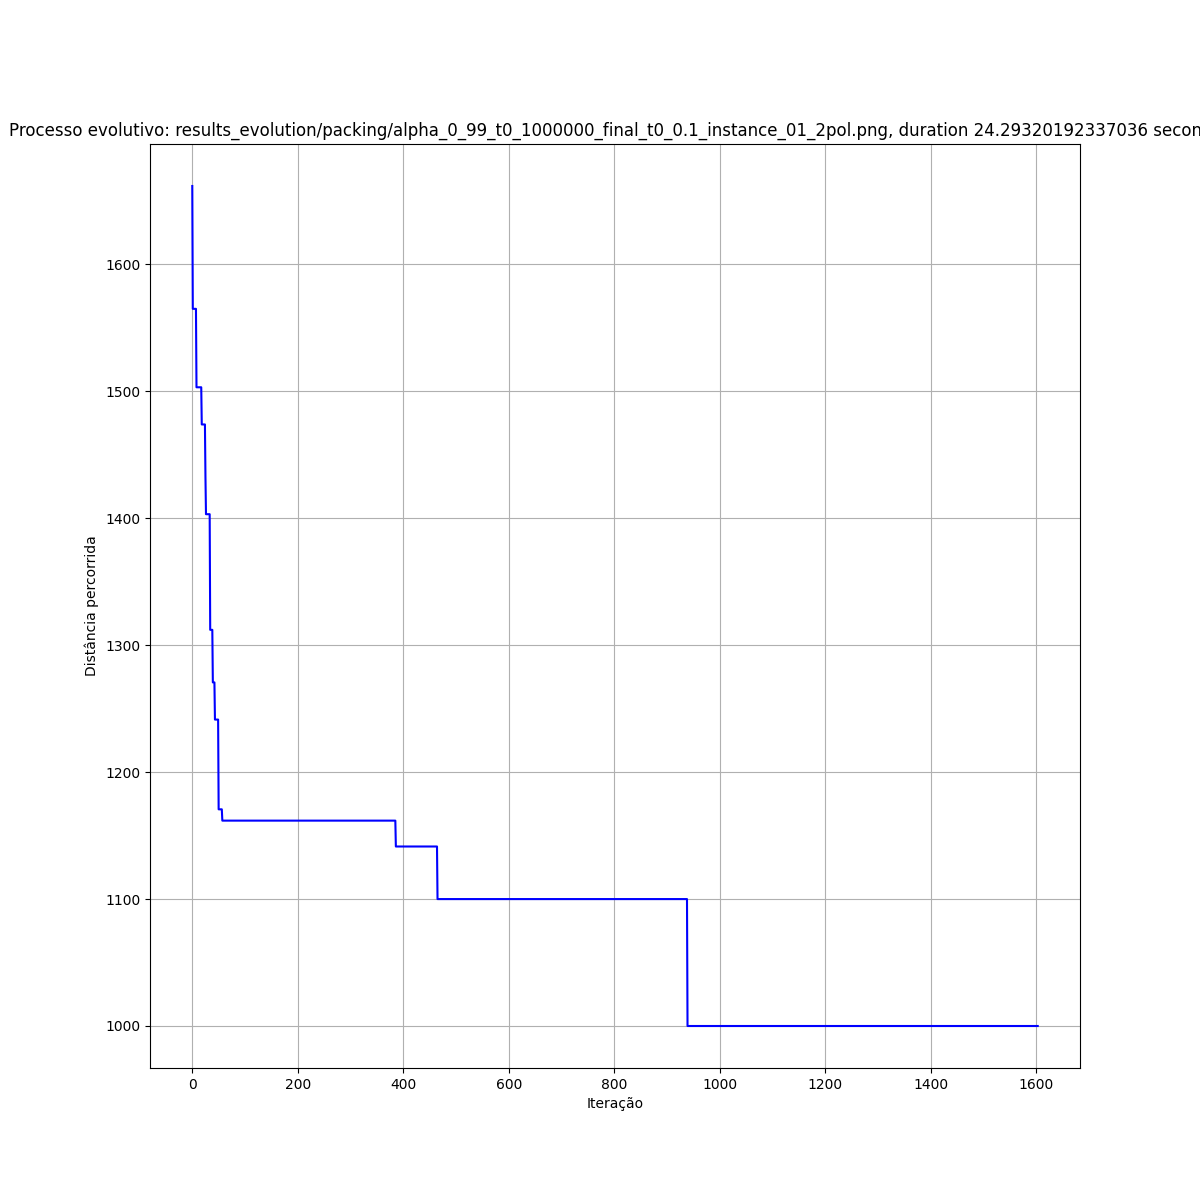 Processo evolutivo: results_evolution/packing/alpha_0_99_t0_1000000_final_t0_0.1_instance_01_2pol.png, duration 24.29320192337036 secon
1600
1500
1400
1300
1200
1100
1000
Distância percorrida
0 200 400 600 800 1000 1200 1400 1600
Iteração